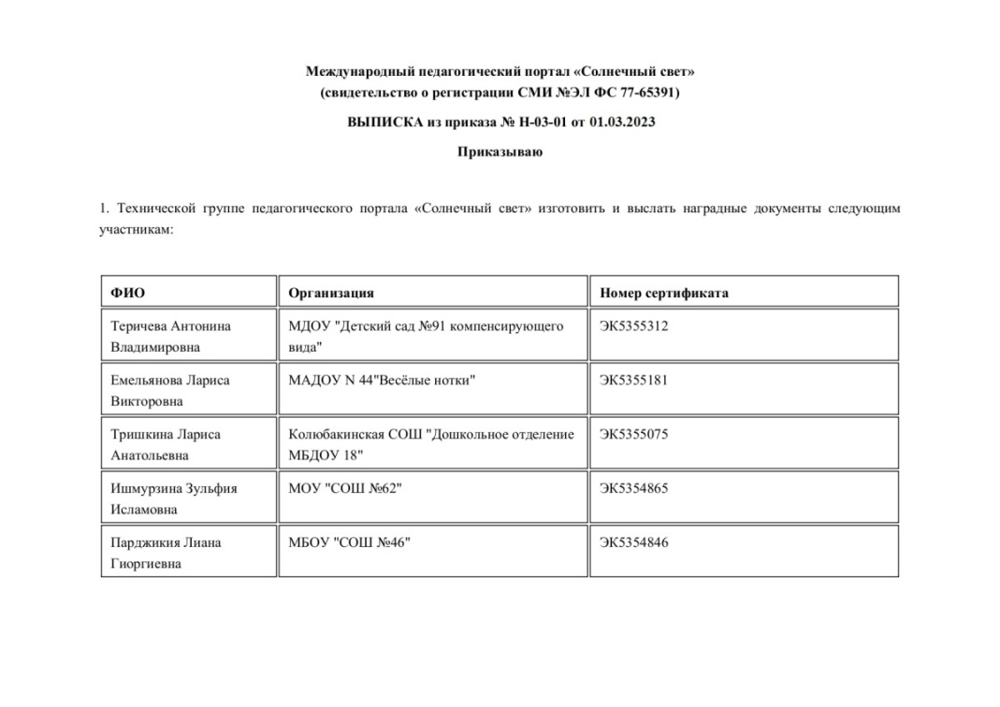 Международный педагогический портал «Солнечный свет»
(свидетельство о регистрации СМИ №ЭЛ ФС 77-65391)
ВЫПИСКА из приказа № Н-03-01 от 01.03.2023
Приказываю
1. Технической группе педагогического портала «Солнечный свет» изготовить и выслать наградные документы следующим
участникам:
ФИО Организация Номер сертификата
Теричева Антонина МДОУ "Детский сад №91 компенсирующего ЭК5355312
Владимировна вида"
Емельянова Лариса МАДОУ N 44"Весёлые нотки" ЭК5355181
Викторовна
Тришкина Лариса Колюбакинская СОШ "Дошкольное отделение ЭК5355075
Анатольевна МБДОУ 18"
Ишмурзина Зульфия МОУ "СОШ №62" ЭК5354865
Исламовна
Парджикия Лиана МБОУ "СОШ №46" ЭК5354846
Гиоргиевна